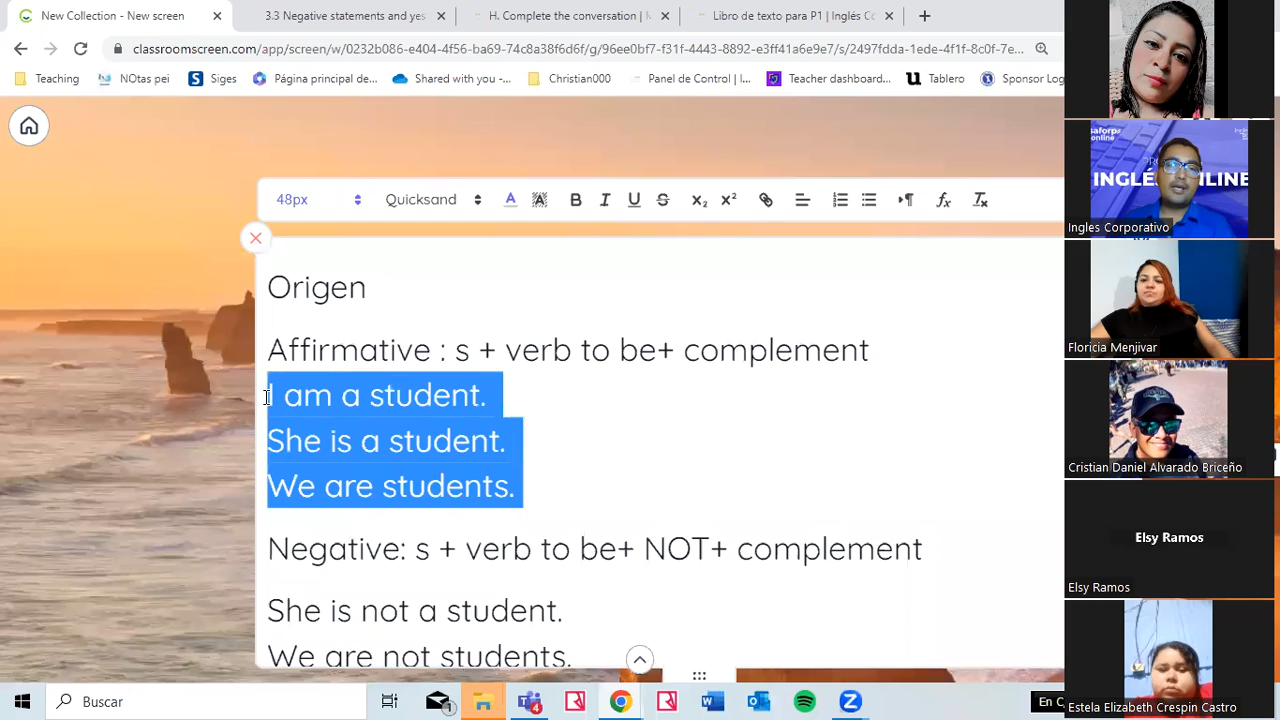 New Collection - New screen
3.3 Negative statements and yes
H. Complete the conversation |
Libro de texto para P1 | Inglés C
classroomscreen.com/app/screen/w/0232b086-e404-4f56-ba69-74c8a38f6d6f/g/96ee0bf7-f31f-4443-8892-e3ff41a6e9e7/s/2497fdda-1ede-4f1f-8c0f-7e...
Teaching
NOtas pei
Siges
Página principal de...
Shared with you -...
Christian000
Panel de Control | I...
Teacher dashboard...
Tablero
Sponsor Log
48px
Quicksand
Origen
Affirmative : s + verb to be+ complement
I am a student.
She is a student.
We are students.
Negative: s + verb to be+ NOT+ complement
She is not a student.
We are not students.
INGLÉS ONLINE
online
Ingles Corporativo
Floricia Menjivar
Cristian Daniel Alvarado Briceño
Elsy Ramos
Elsy Ramos
Estela Elizabeth Crespin Castro
Buscar